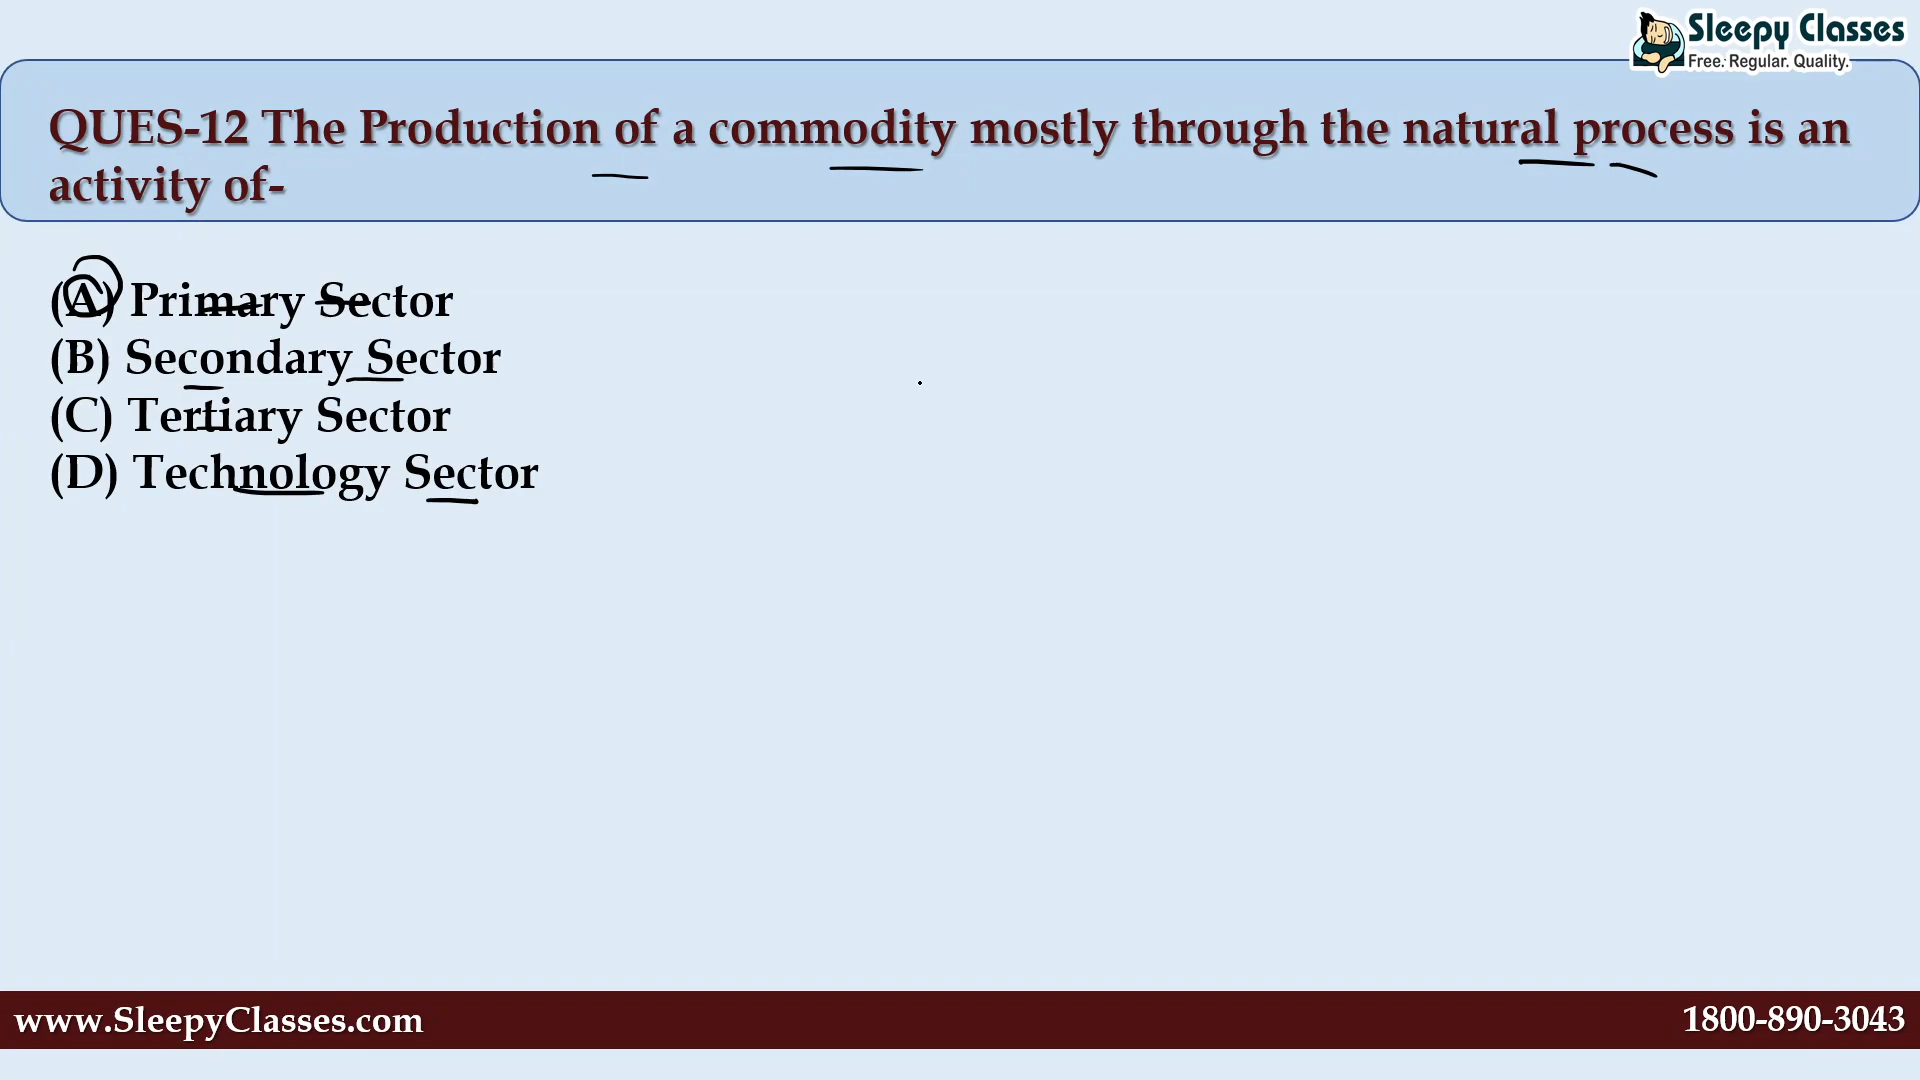 Sleepy Classes
Free. Regular. Quality.
QUES-12 The Production of a commodity mostly through the natural process is an
activity of-
(A) Primary Sector
(B) Secondary Sector
(C) Tertiary Sector
(D) Technology Sector
www.SleepyClasses.com
1800-890-3043